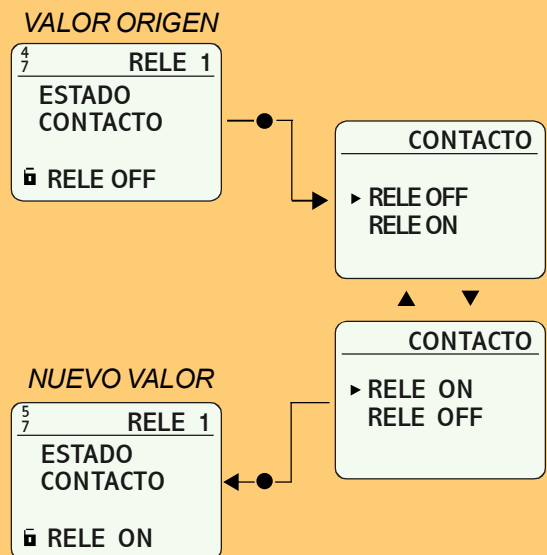 VALOR ORIGEN
4
7
RELE 1
ESTADO
CONTACTO
RELE OFF
CONTACTO
RELE OFF
RELE ON
CONTACTO
RELE ON
RELE OFF
NUEVO VALOR
5
7
RELE 1
ESTADO
CONTACTO
RELE ON